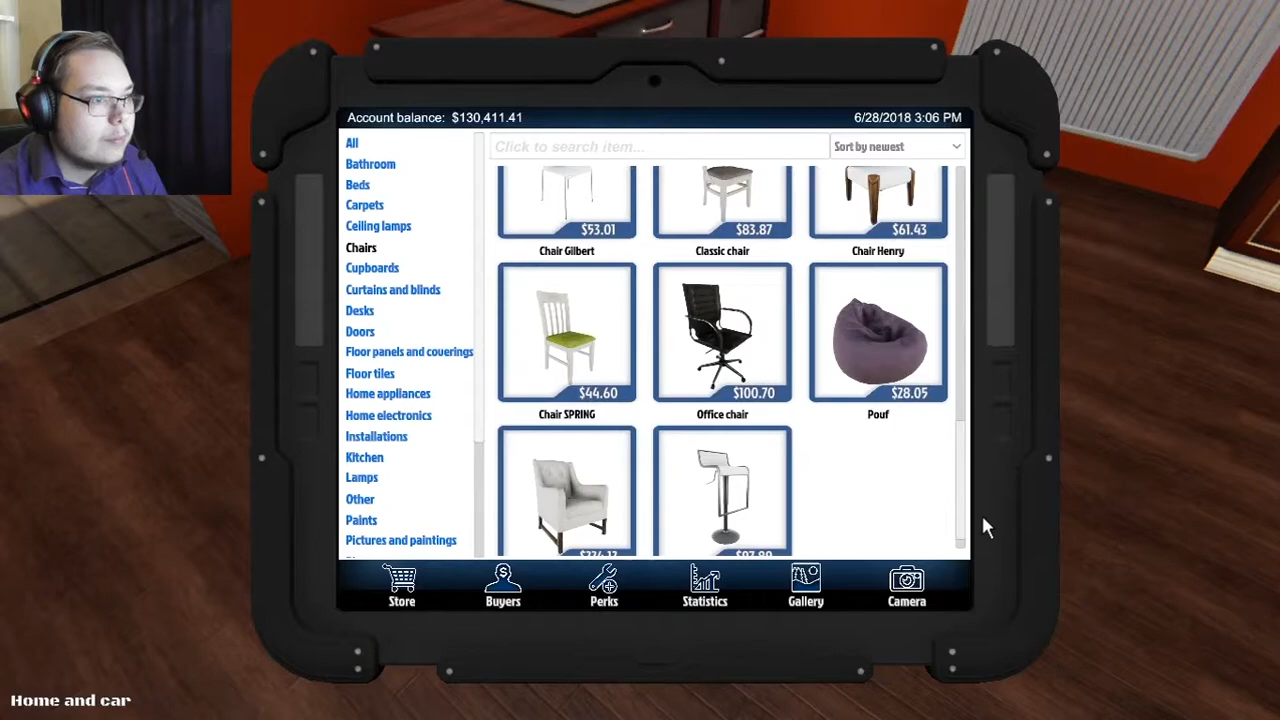 Account balance: $130,411.41
6/28/2018 3:06 PM
Click to search item...
Sort by newest
All
Bathroom
Beds
Carpets
Ceiling lamps
Chairs
Cupboards
Curtains and blinds
Desks
Doors
Floor panels and coverings
Floor tiles
Home appliances
Home electronics
Installations
Kitchen
Lamps
Other
Paints
Pictures and paintings
$53.01
$83.87
$61.43
Chair Gilbert
Classic chair
Chair Henry
$44.60
$100.70
$28.05
Chair SPRING
Office chair
Pouf
Store
Buyers
Perks
Statistics
Gallery
Camera
Home and car